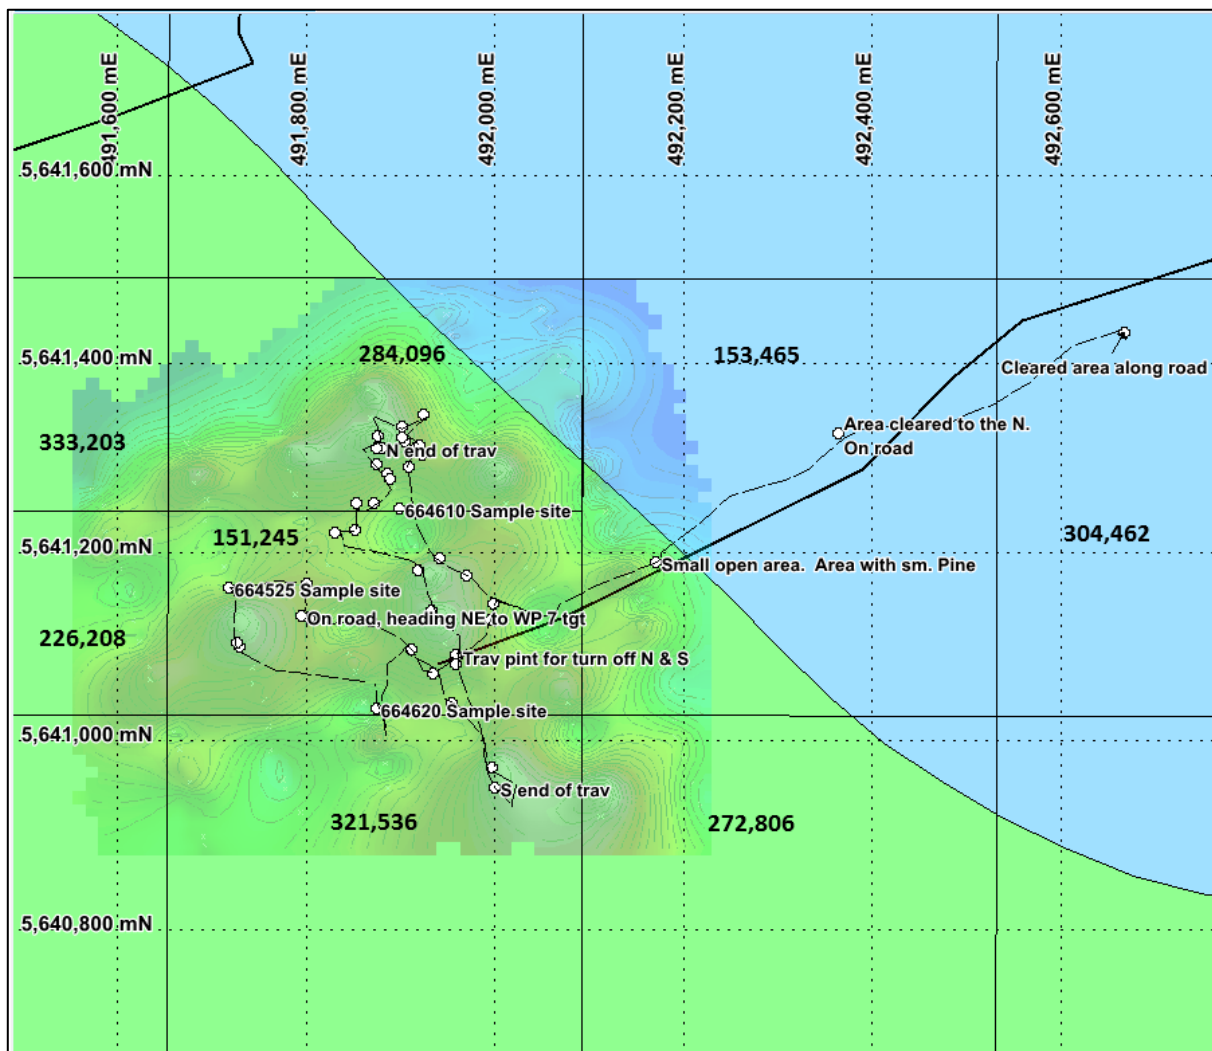 491,600 mE
491,800 mE
492,000 mE
492,200 mE
492,400 mE
492,600 mE
5,641,600 mN
5,641,400 mN
284,096
153,465
Cleared area along road
333,203
N end of trav
Area cleared to the N.
On road
664610 Sample site
151,245
304,462
5,641,200 mN
Small open area. Area with sm. Pine
664525 Sample site
On road, heading NE to WP 7 tgt
226,208
Trav pint for turn off N & S
664620 Sample site
5,641,000 mN
S end of trav
321,536
272,806
5,640,800 mN